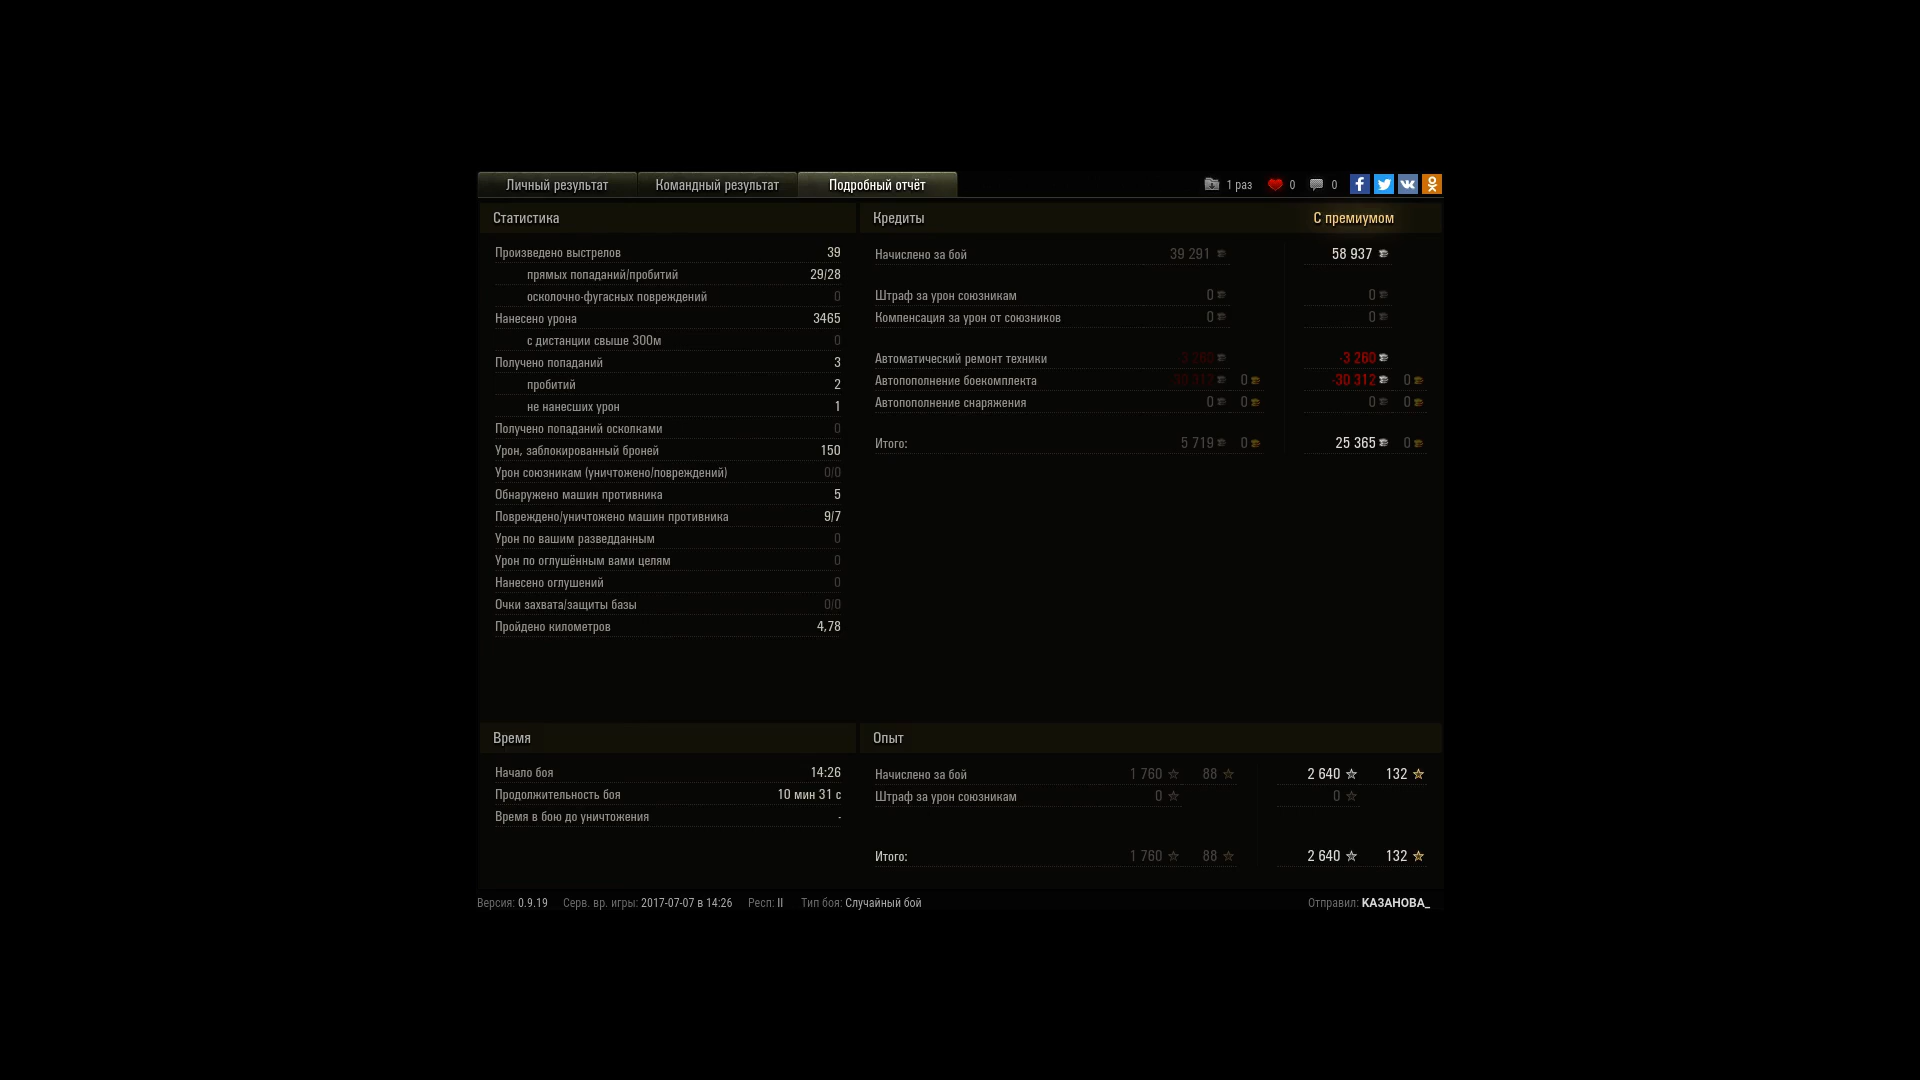 Личный результат Командный результат Подробный отчёт 1 раз 0 0
Статистика
Произведено выстрелов 39
прямых попаданий/пробитий 29/28
осколочно-фугасных повреждений 0
Нанесено урона 3465
с дистанции свыше 300м 0
Получено попаданий 3
пробитий 2
не нанесших урон 1
Получено попаданий осколками 0
Урон, заблокированный броней 150
Урон союзникам (уничтожено/повреждений) 0/0
Обнаружено машин противника 5
Повреждено/уничтожено машин противника 9/7
Урон по вашим разведданным 0
Урон по оглушённым вами целям 0
Нанесено оглушений 0
Очки захвата/защиты базы 0/0
Пройдено километров 4,78
Кредиты С премиумом
Начислено за бой 39 291 58 937
Штраф за урон союзникам 0 0
Компенсация за урон от союзников 0 0
Автоматический ремонт техники -3 260 -3 260
Автопополнение боекомплекта -30 312 0 -30 312 0
Автопополнение снаряжения 0 0 0 0
Итого: 5 719 0 25 365 0
Время
Начало боя 14:26
Продолжительность боя 10 мин 31 с
Время в бою до уничтожения -
Опыт
Начислено за бой 1 760 88 2 640 132
Штраф за урон союзникам 0 0
Итого: 1 760 88 2 640 132
Версия: 0.9.19 Серв. вр. игры: 2017-07-07 в 14:26 Респ: II Тип боя: Случайный бой Отправил: KA3AHOBA_